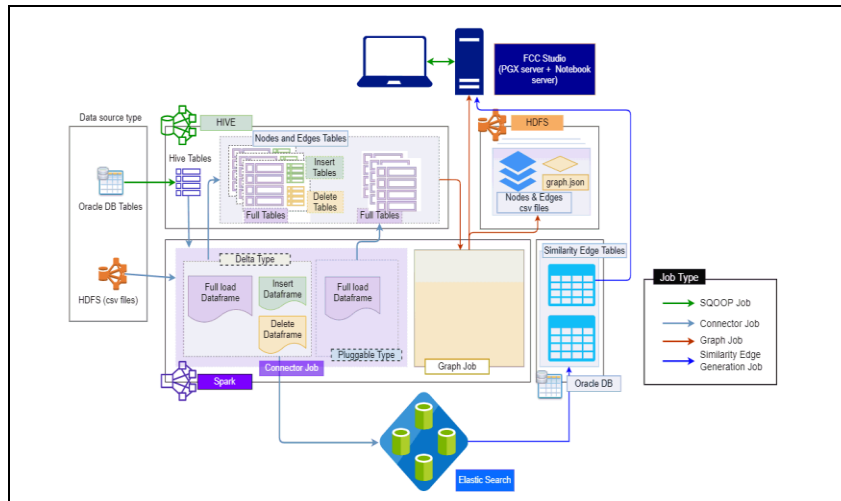 FCC Studio
(PGX server + Notebook
server)
Data source type
HIVE
HDFS
Nodes and Edges Tables
Hive Tables
Insert
Tables
Delete
Tables
Full Tables
Full Tables
graph.json
Nodes & Edges
csv files
Oracle DB Tables
HDFS (csv files)
Delta Type
Full load
Dataframe
Insert
Dataframe
Delete
Dataframe
Full load
Dataframe
Pluggable Type
Connector Job
Graph Job
Spark
Similarity Edge Tables
Oracle DB
Job Type
SQOOP Job
Connector Job
Graph Job
Similarity Edge
Generation Job
Elastic Search